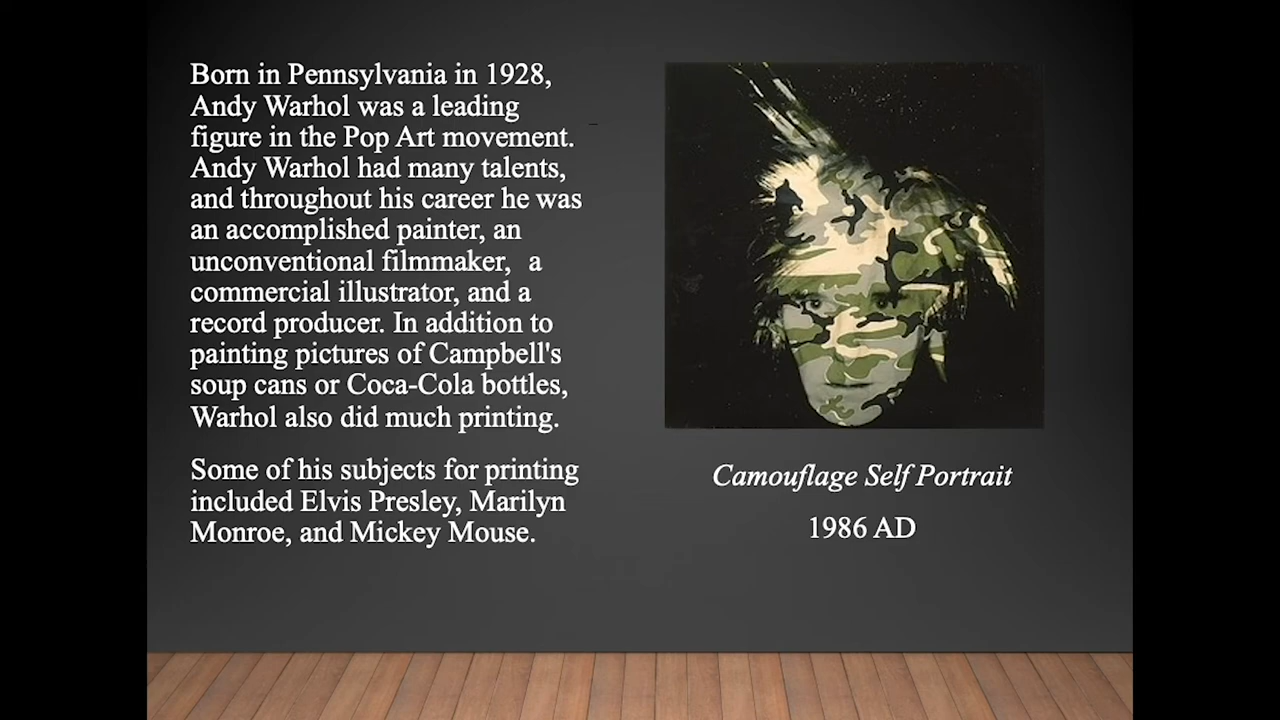 Born in Pennsylvania in 1928,
Andy Warhol was a leading
figure in the Pop Art movement.
Andy Warhol had many talents,
and throughout his career he was
an accomplished painter, an
unconventional filmmaker,  a
commercial illustrator, and a
record producer. In addition to
painting pictures of Campbell's
soup cans or Coca-Cola bottles,
Warhol also did much printing.
Some of his subjects for printing
included Elvis Presley, Marilyn
Monroe, and Mickey Mouse.
Camouflage Self Portrait
1986 AD